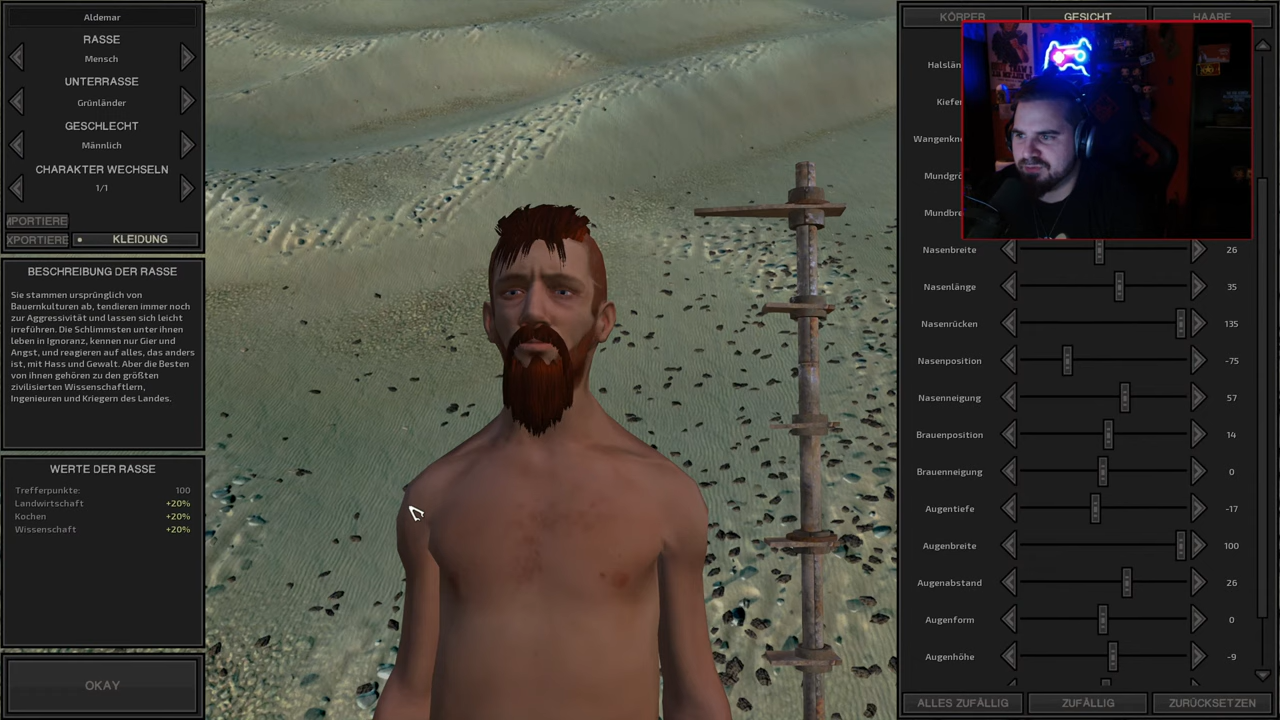 Aldemar
RASSE
Mensch
UNTERRASSE
Grünländer
GESCHLECHT
Männlich
CHARAKTER WECHSELN
1/1
MPORTIERE
XPORTIERE
KLEIDUNG
BESCHREIBUNG DER RASSE
Sie stammen ursprünglich von
Bauernkulturen ab, tendieren immer noch
zur Aggressivität und lassen sich leicht
irreführen. Die Schlimmsten unter ihnen
leben in Ignoranz, kennen nur Gier und
Angst, und reagieren auf alles, das anders
ist, mit Hass und Gewalt. Aber die Besten
von ihnen gehören zu den größten
zivilisierten Wissenschaftlern,
Ingenieuren und Kriegern des Landes.
WERTE DER RASSE
Trefferpunkte: 100
Landwirtschaft +20%
Kochen +20%
Wissenschaft +20%
OKAY
KÖRPER GESICHT HAARE
Halslän
Kiefer
Wangenkn
Mundgrö
Mundbre
Nasenbreite 26
Nasenlänge 35
Nasenrücken 135
Nasenposition -75
Nasenneigung 57
Brauenposition 14
Brauenneigung 0
Augentiefe -17
Augenbreite 100
Augenabstand 26
Augenform 0
Augenhöhe -9
ALLES ZUFÄLLIG ZUFÄLLIG ZURÜCKSETZEN